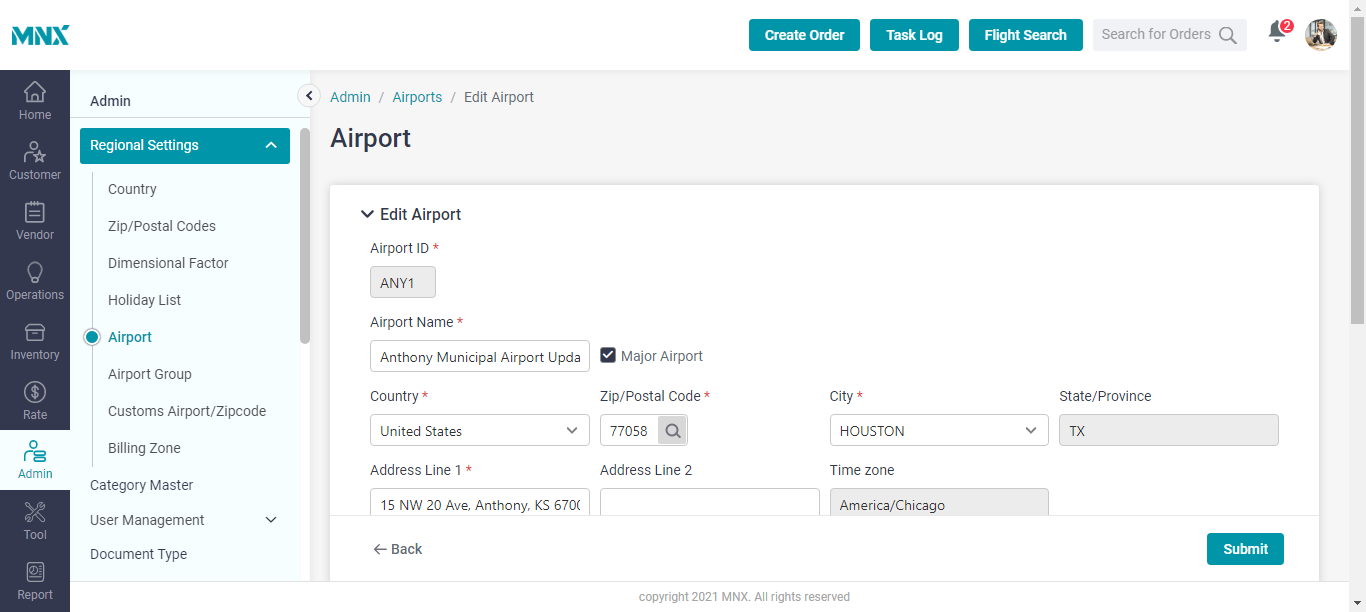 MNX
Create Order
Task Log
Flight Search
Search for Orders
2
Home
Customer
Vendor
Operations
Inventory
Rate
Admin
Tool
Report
Admin
Regional Settings
Country
Zip/Postal Codes
Dimensional Factor
Holiday List
Airport
Airport Group
Customs Airport/Zipcode
Billing Zone
Category Master
User Management
Document Type
Admin / Airports / Edit Airport
Airport
Edit Airport
Airport ID *
ANY1
Airport Name *
Anthony Municipal Airport Upda
Major Airport
Country * Zip/Postal Code * City * State/Province
United States 77058 HOUSTON TX
Address Line 1 * Address Line 2 Time zone
15 NW 20 Ave, Anthony, KS 670 America/Chicago
Back
Submit
copyright 2021 MNX. All rights reserved